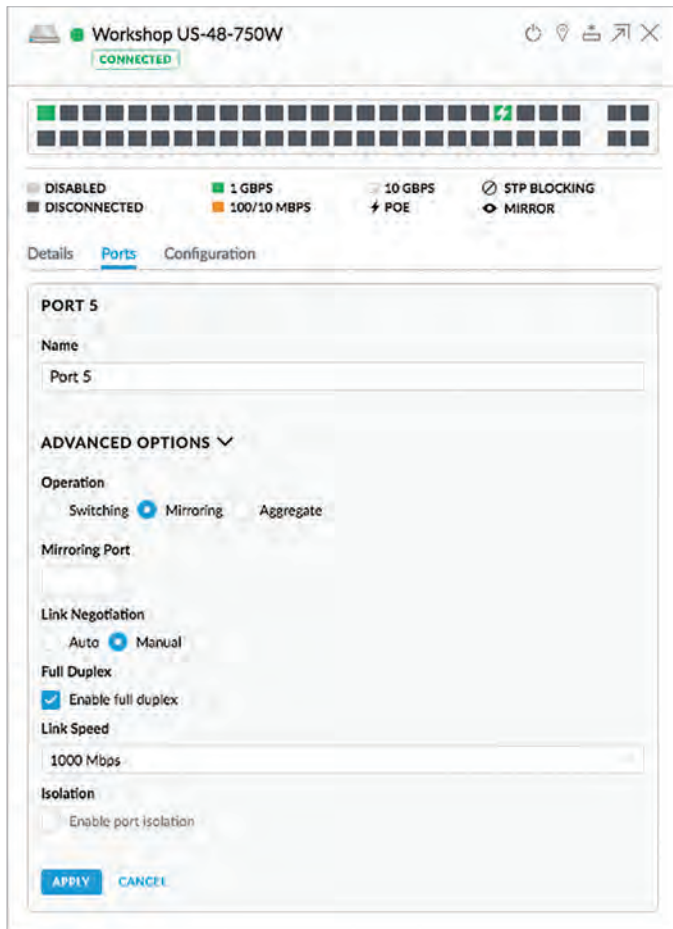 Workshop US-48-750W
CONNECTED
DISABLED 1 GBPS 10 GBPS STP BLOCKING
DISCONNECTED 100/10 MBPS POE MIRROR
Details Ports Configuration
PORT 5
Name
Port 5
ADVANCED OPTIONS
Operation
Switching Mirroring Aggregate
Mirroring Port
Link Negotiation
Auto Manual
Full Duplex
Enable full duplex
Link Speed
1000 Mbps
Isolation
Enable port isolation
APPLY CANCEL